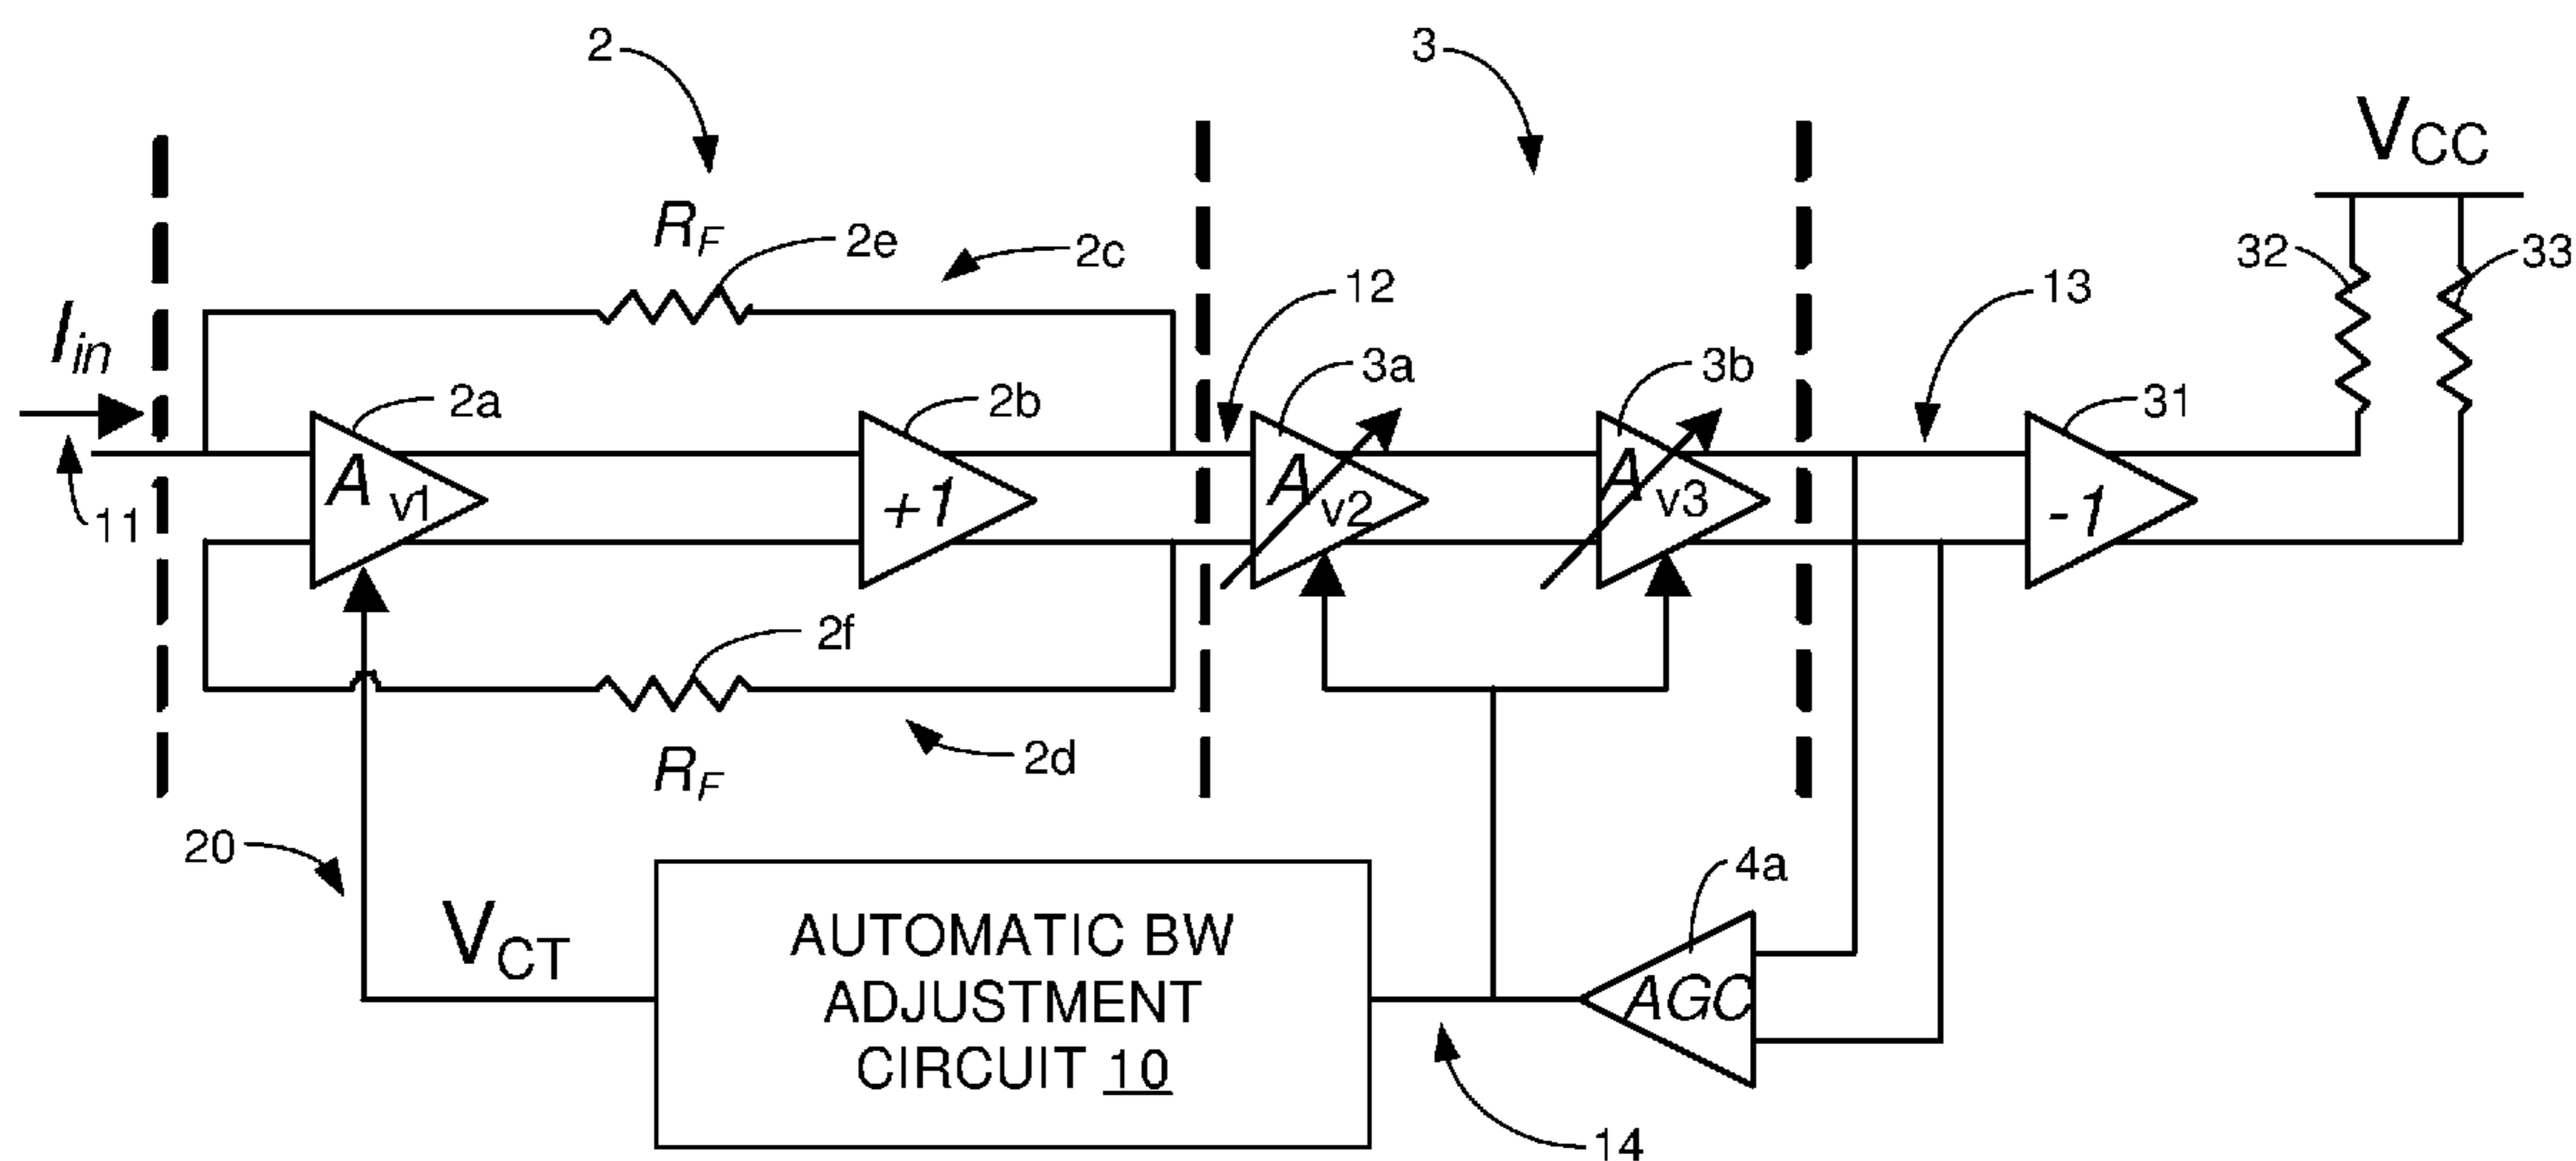 2
3
VCC
RF
2e
2c
12
32
33
13
Iin
3a
3b
2a
2b
31
Av1
+1
Av2
Av3
-1
11
2f
RF
2d
20
4a
VCT
AUTOMATIC BW
ADJUSTMENT
CIRCUIT 10
AGC
14